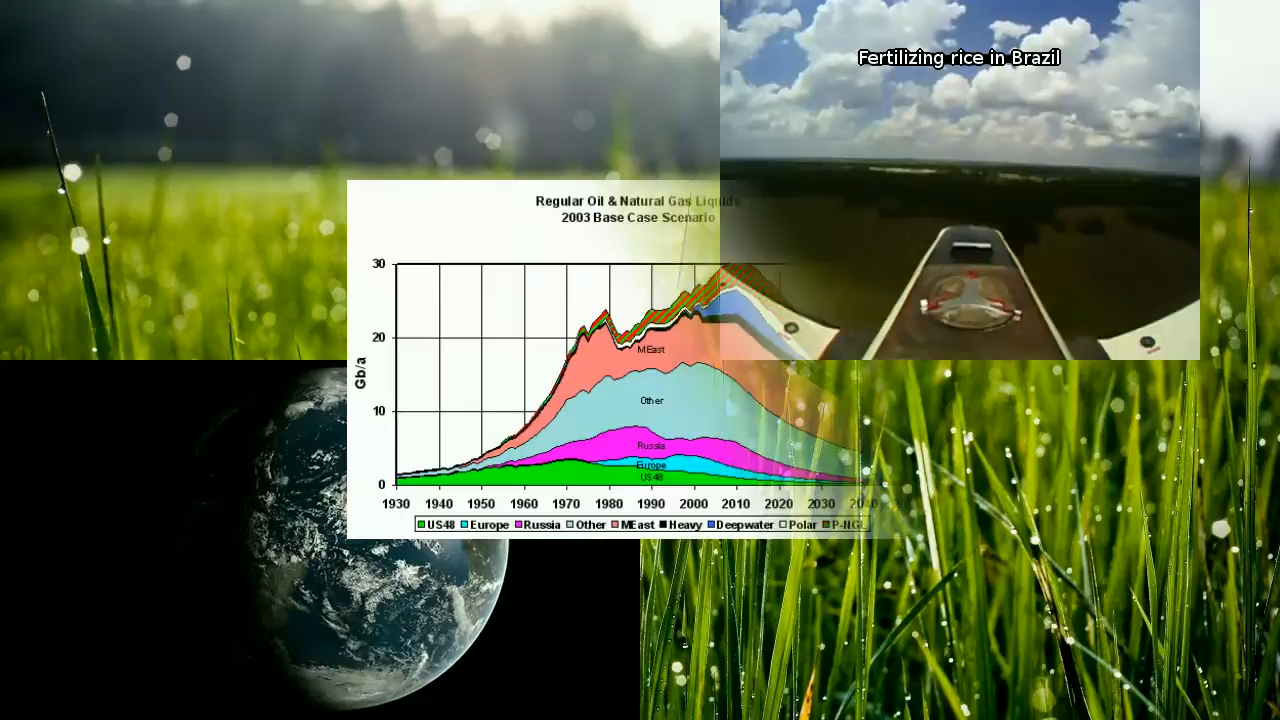 Fertilizing rice in Brazil
Regular Oil & Natural Gas Liquids
2003 Base Case Scenario
30
20
10
0
Gb/a
MEast
Other
Russia
Europe
US48
1930 1940 1950 1960 1970 1980 1990 2000 2010 2020 2030 2040
US48 Europe Russia Other MEast Heavy Deepwater Polar P-NGL